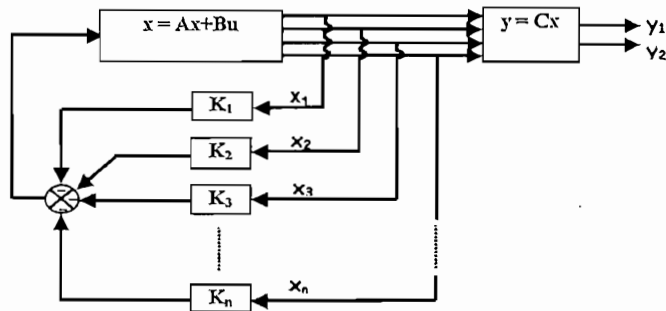 x = Ax+Bu
y = Cx
y1
y2
K1
x1
K2
x2
K3
x3
Kn
xn